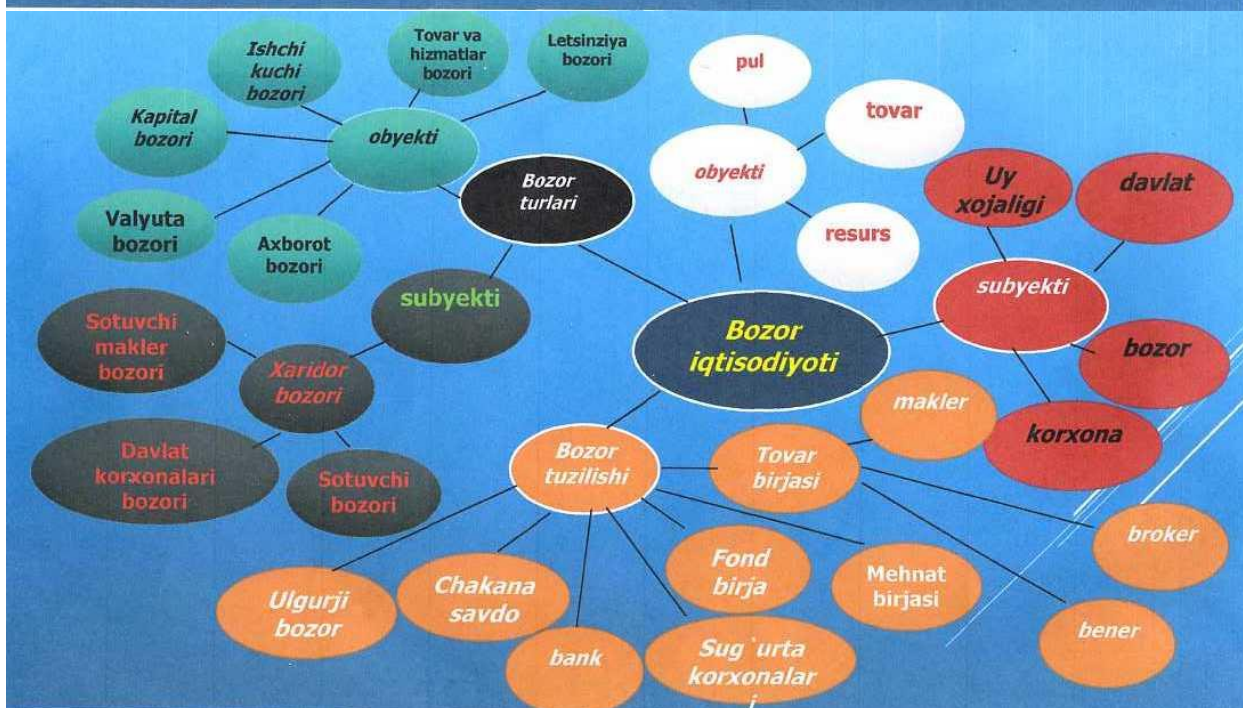 Ishchi
kuchi
bozori
Tovar va
hizmatlar
bozori
Letsinziya
bozori
Kapital
bozori
obyekti
Valyuta
bozori
Axborot
bozori
Bozor
turlari
pul
tovar
obyekti
resurs
Uy
xojaligi
davlat
subyekti
bozor
korxona
subyekti
Sotuvchi
makler
bozori
Xaridor
bozori
Davlat
korxonalari
bozori
Sotuvchi
bozori
Bozor
iqtisodiyoti
Bozor
tuzilishi
Tovar
birjasi
makler
broker
bener
Ulgurji
bozor
Chakana
savdo
bank
Fond
birja
Sug`urta
korxonalar
i
Mehnat
birjasi